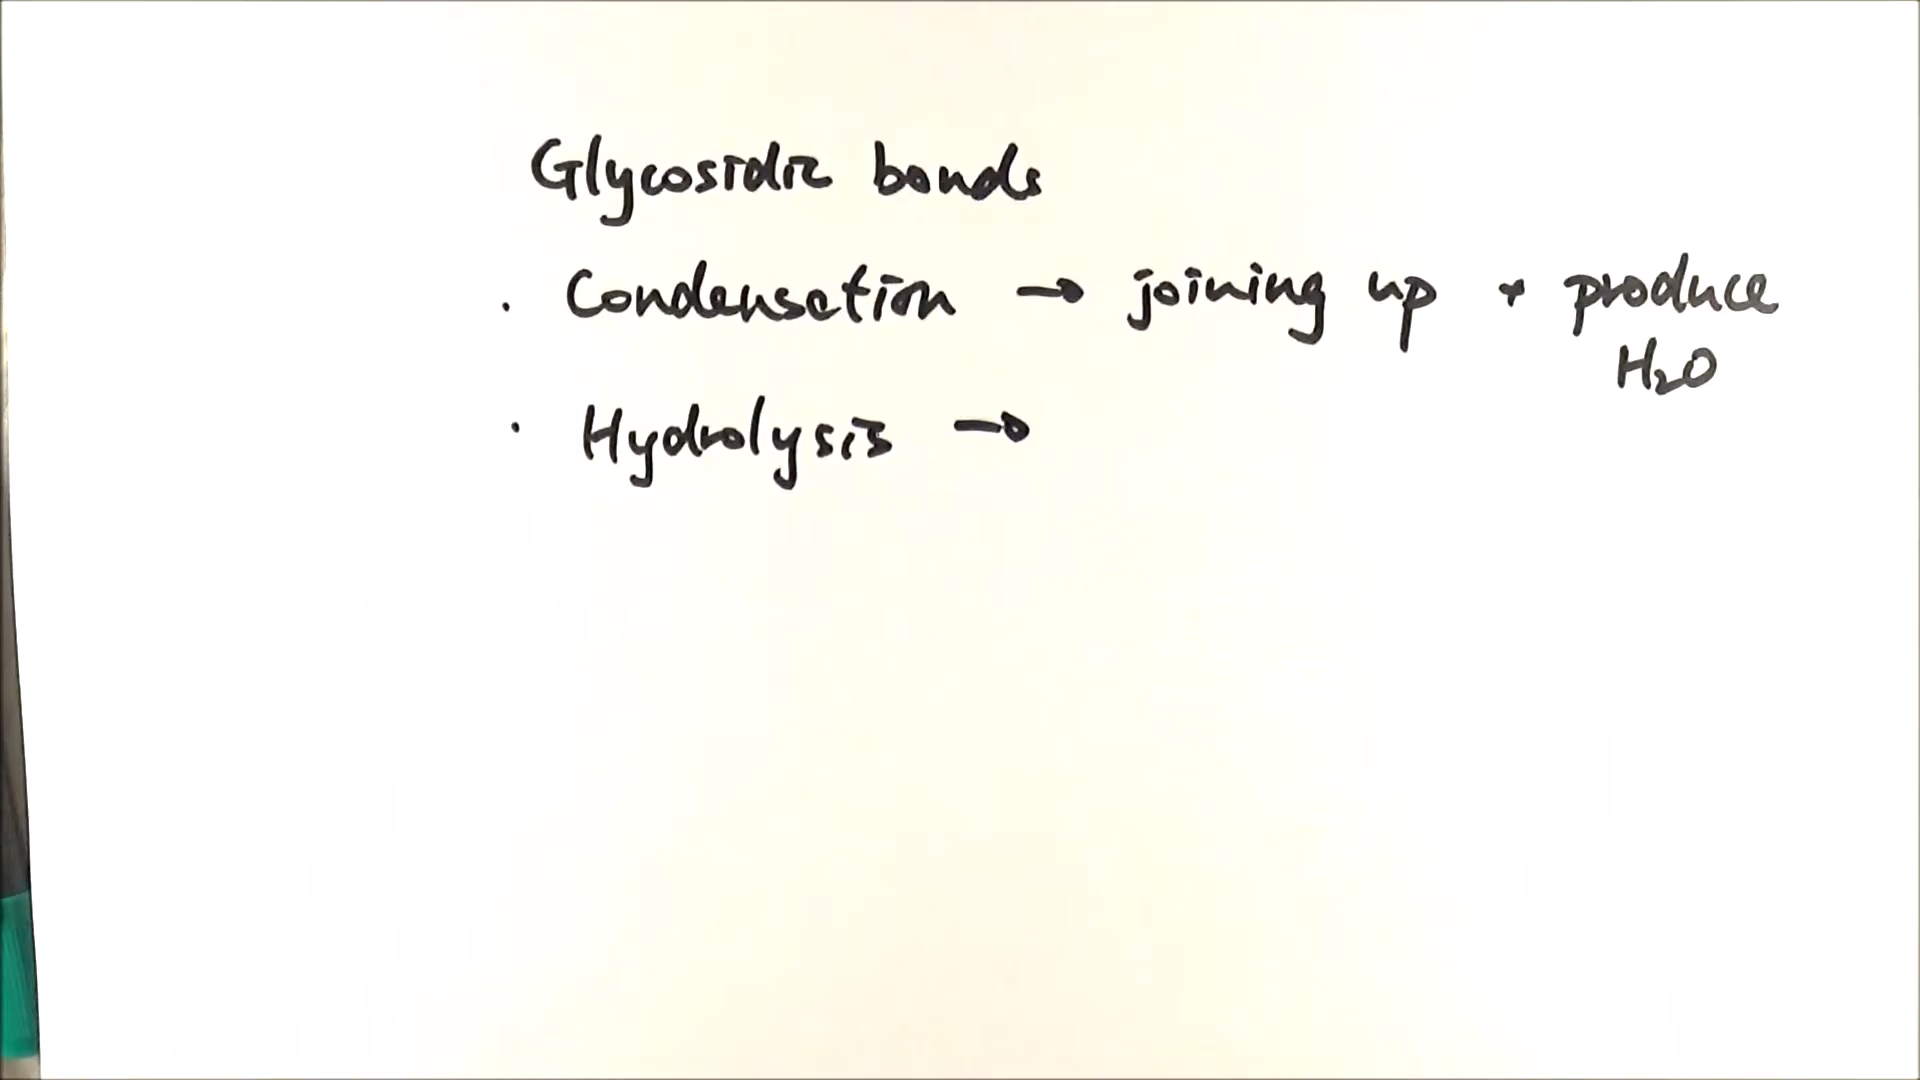 Glycosidic bonds
. Condensation → joining up + produce
H₂O
. Hydrolysis →